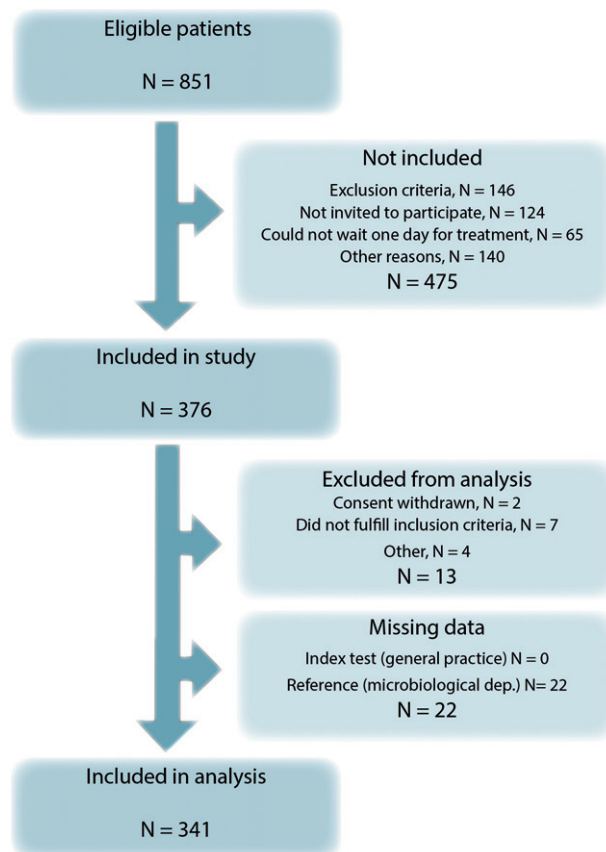 Eligible patients
N = 851
Not included
Exclusion criteria, N = 146
Not invited to participate, N = 124
Could not wait one day for treatment, N = 65
Other reasons, N = 140
N = 475
Included in study
N = 376
Excluded from analysis
Consent withdrawn, N = 2
Did not fulfill inclusion criteria, N = 7
Other, N = 4
N = 13
Missing data
Index test (general practice) N = 0
Reference (microbiological dep.) N= 22
N = 22
Included in analysis
N = 341